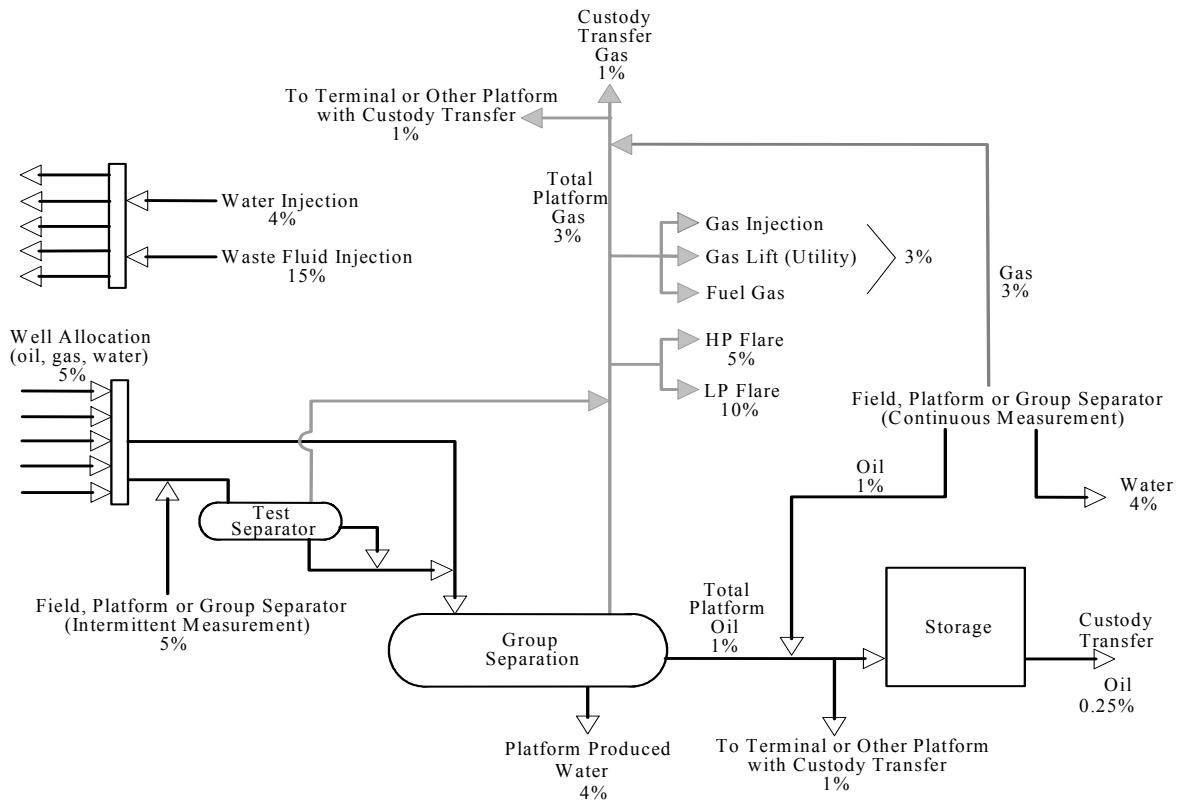 Custody
Transfer
Gas
1%
To Terminal or Other Platform
with Custody Transfer
1%
Total
Platform
Gas
3%
Water Injection
4%
Waste Fluid Injection
15%
Gas Injection
Gas Lift (Utility)
Fuel Gas
3%
Gas
3%
HP Flare
5%
LP Flare
10%
Well Allocation
(oil, gas, water)
5%
Field, Platform or Group Separator
(Continuous Measurement)
Oil
1%
Water
4%
Test
Separator
Field, Platform or Group Separator
(Intermittent Measurement)
5%
Group
Separation
Total
Platform
Oil
1%
Storage
Custody
Transfer
Oil
0.25%
Platform Produced
Water
4%
To Terminal or Other Platform
with Custody Transfer
1%